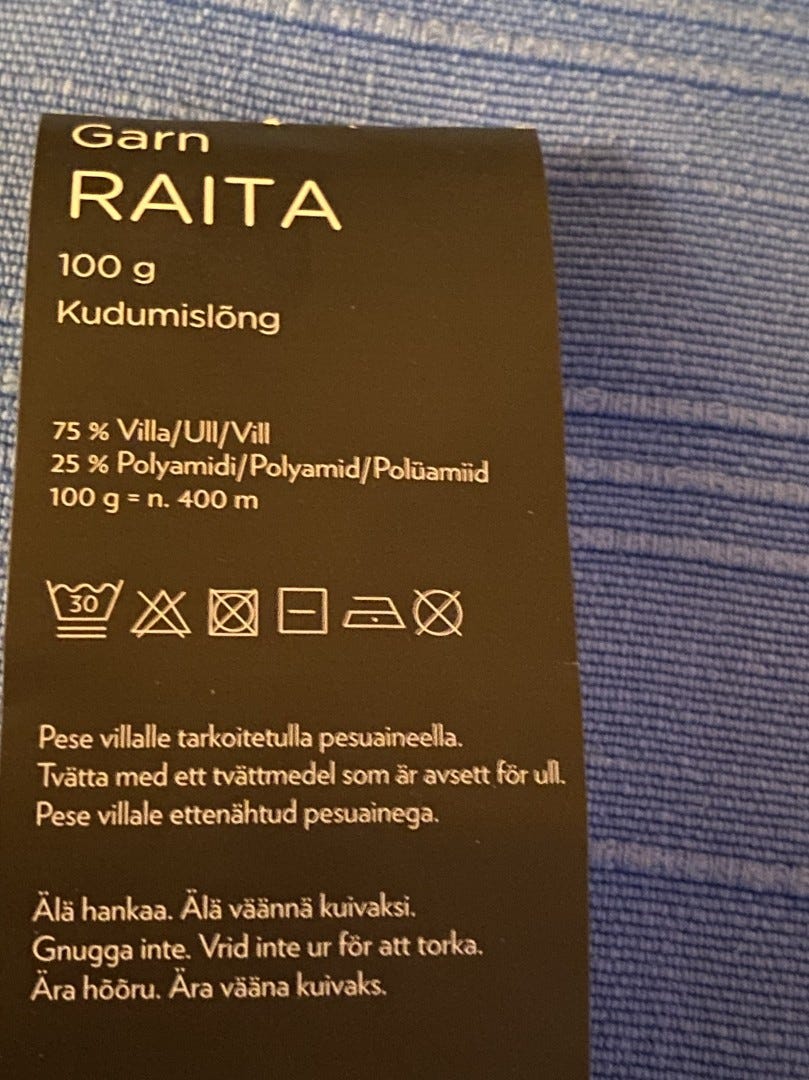 Garn
RAITA
100 g
Kudumislõng
75 % Villa/Ull/Vill
25 % Polyamidi/Polyamid/Polüamiid
100 g = n. 400 m
30
Pese villalle tarkoitetulla pesuaineella.
Tvätta med ett tvättmedel som är avsett för ull.
Pese villale ettenähtud pesuainega.
Älä hankaa. Älä väännä kuivaksi.
Gnugga inte. Vrid inte ur för att torka.
Ära hõõru. Ära vääna kuivaks.